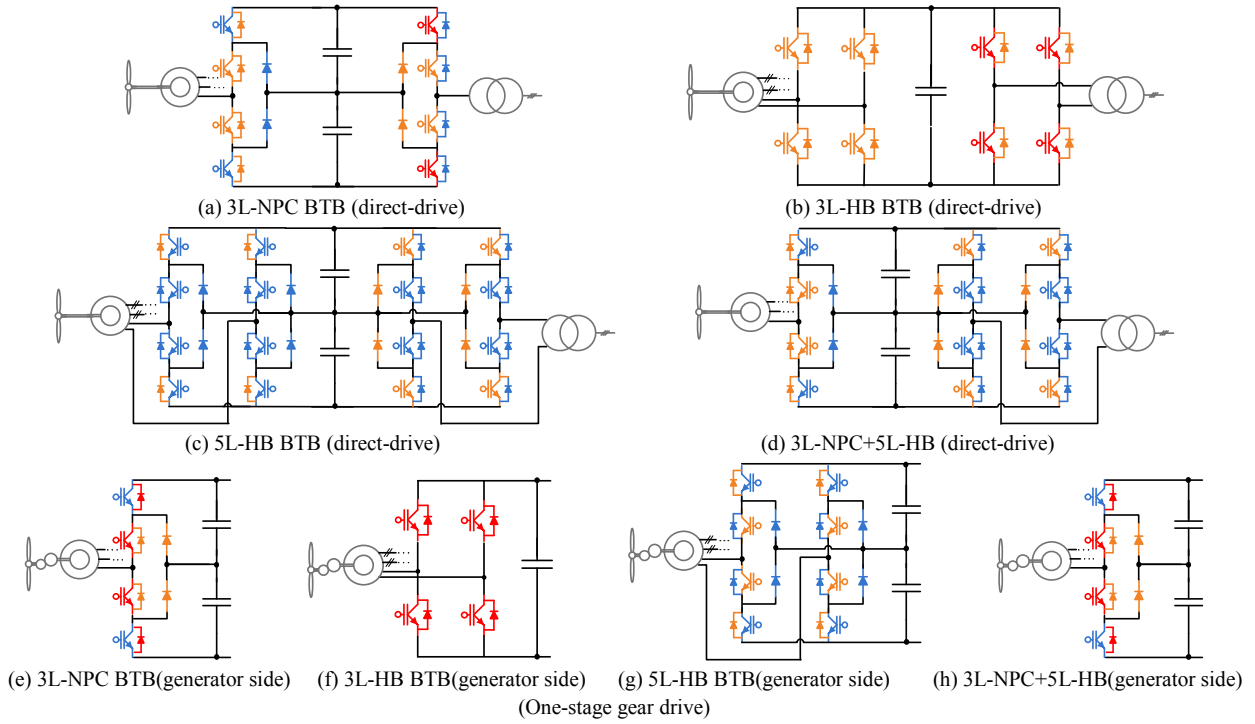 (a) 3L-NPC BTB (direct-drive)
(b) 3L-HB BTB (direct-drive)
(c) 5L-HB BTB (direct-drive)
(d) 3L-NPC+5L-HB (direct-drive)
(e) 3L-NPC BTB(generator side)
(f) 3L-HB BTB(generator side)
(g) 5L-HB BTB(generator side)
(h) 3L-NPC+5L-HB(generator side)
(One-stage gear drive)